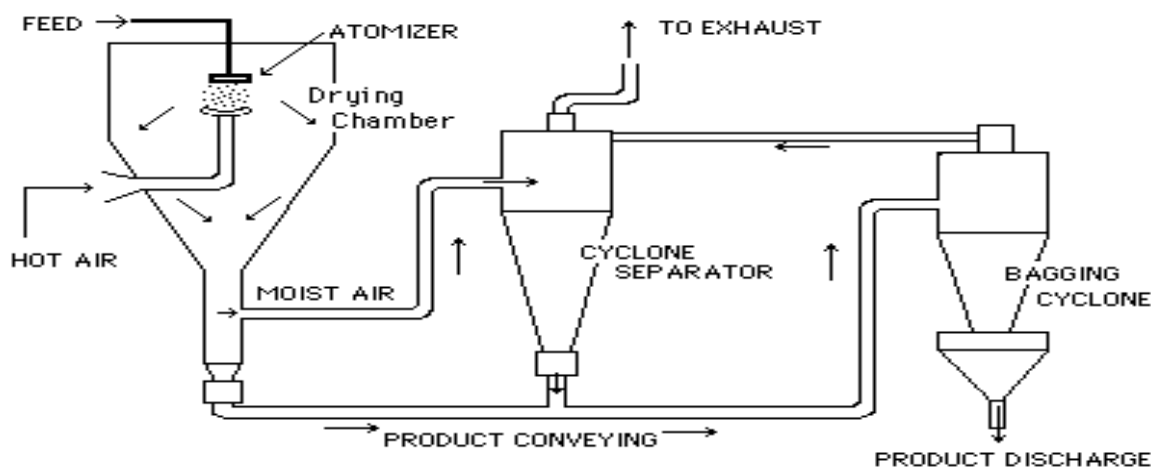 FEED
ATOMIZER
TO EXHAUST
Drying
Chamber
HOT AIR
MOIST AIR
CYCLONE
SEPARATOR
BAGGING
CYCLONE
PRODUCT CONVEYING
PRODUCT DISCHARGE